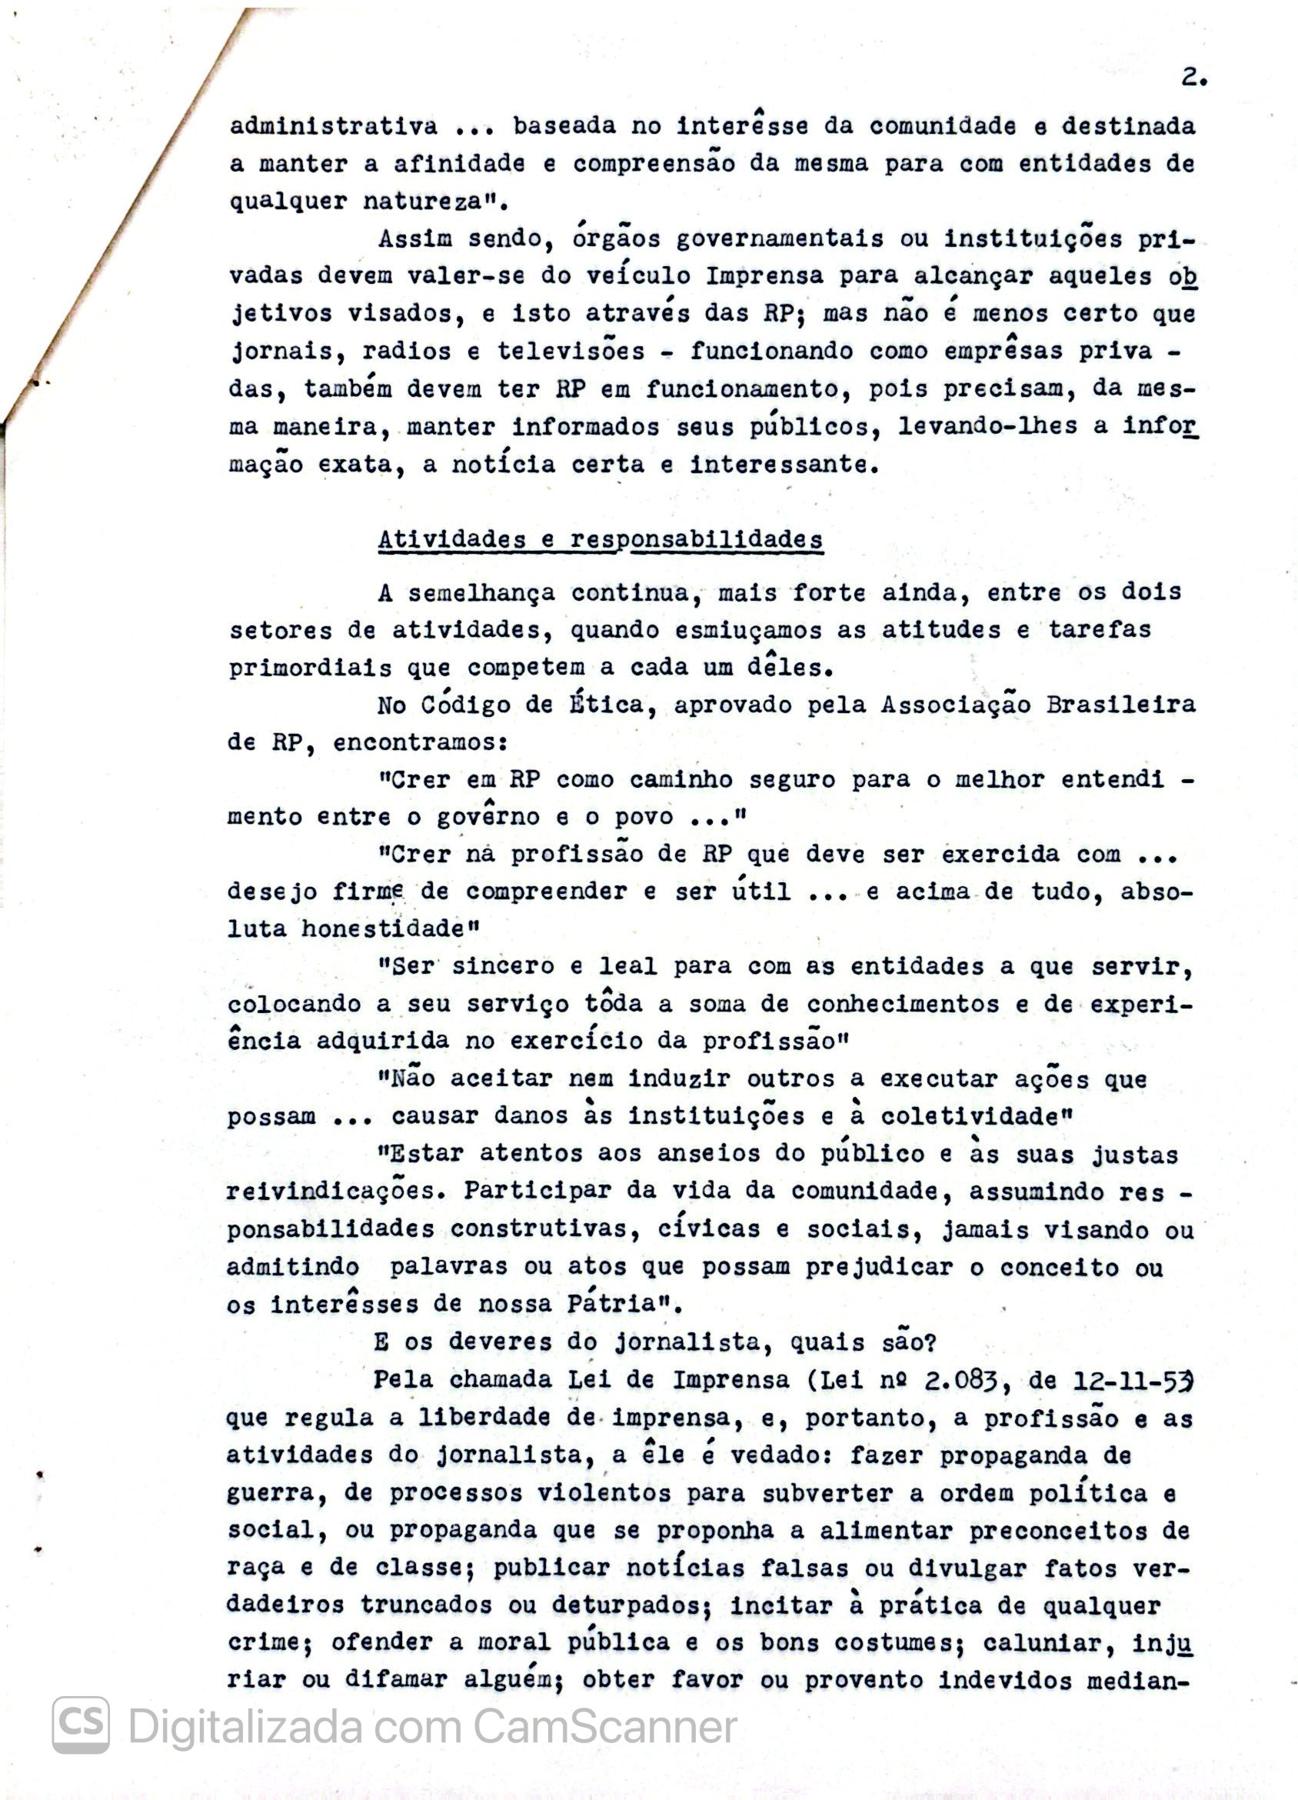 2.
administrativa ... baseada no interêsse da comunidade e destinada
a manter a afinidade e compreensão da mesma para com entidades de
qualquer natureza".
Assim sendo, órgãos governamentais ou instituições pri-
vadas devem valer-se do veículo Imprensa para alcançar aqueles ob
jetivos visados, e isto através das RP; mas não é menos certo que
jornais, radios e televisões - funcionando como emprêsas priva -
das, também devem ter RP em funcionamento, pois precisam, da mes-
ma maneira, manter informados seus públicos, levando-lhes a infor
mação exata, a notícia certa e interessante.
Atividades e responsabilidades
A semelhança continua, mais forte ainda, entre os dois
setores de atividades, quando esmiuçamos as atitudes e tarefas
primordiais que competem a cada um dêles.
No Código de Ética, aprovado pela Associação Brasileira
de RP, encontramos:
"Crer em RP como caminho seguro para o melhor entendi -
mento entre o govêrno e o povo ..."
"Crer na profissão de RP que deve ser exercida com ...
desejo firme de compreender e ser útil ... e acima de tudo, abso-
luta honestidade"
"Ser sincero e leal para com as entidades a que servir,
colocando a seu serviço tôda a soma de conhecimentos e de experi-
ência adquirida no exercício da profissão"
"Não aceitar nem induzir outros a executar ações que
possam ... causar danos às instituições e à coletividade"
"Estar atentos aos anseios do público e às suas justas
reivindicações. Participar da vida da comunidade, assumindo res -
ponsabilidades construtivas, cívicas e sociais, jamais visando ou
admitindo palavras ou atos que possam prejudicar o conceito ou
os interêsses de nossa Pátria".
E os deveres do jornalista, quais são?
Pela chamada Lei de Imprensa (Lei nº 2.083, de 12-11-53)
que regula a liberdade de imprensa, e, portanto, a profissão e as
atividades do jornalista, a êle é vedado: fazer propaganda de
guerra, de processos violentos para subverter a ordem política e
social, ou propaganda que se proponha a alimentar preconceitos de
raça e de classe; publicar notícias falsas ou divulgar fatos ver-
dadeiros truncados ou deturpados; incitar à prática de qualquer
crime; ofender a moral pública e os bons costumes; caluniar, inju
riar ou difamar alguém; obter favor ou provento indevidos median-
CS Digitalizada com CamScanner